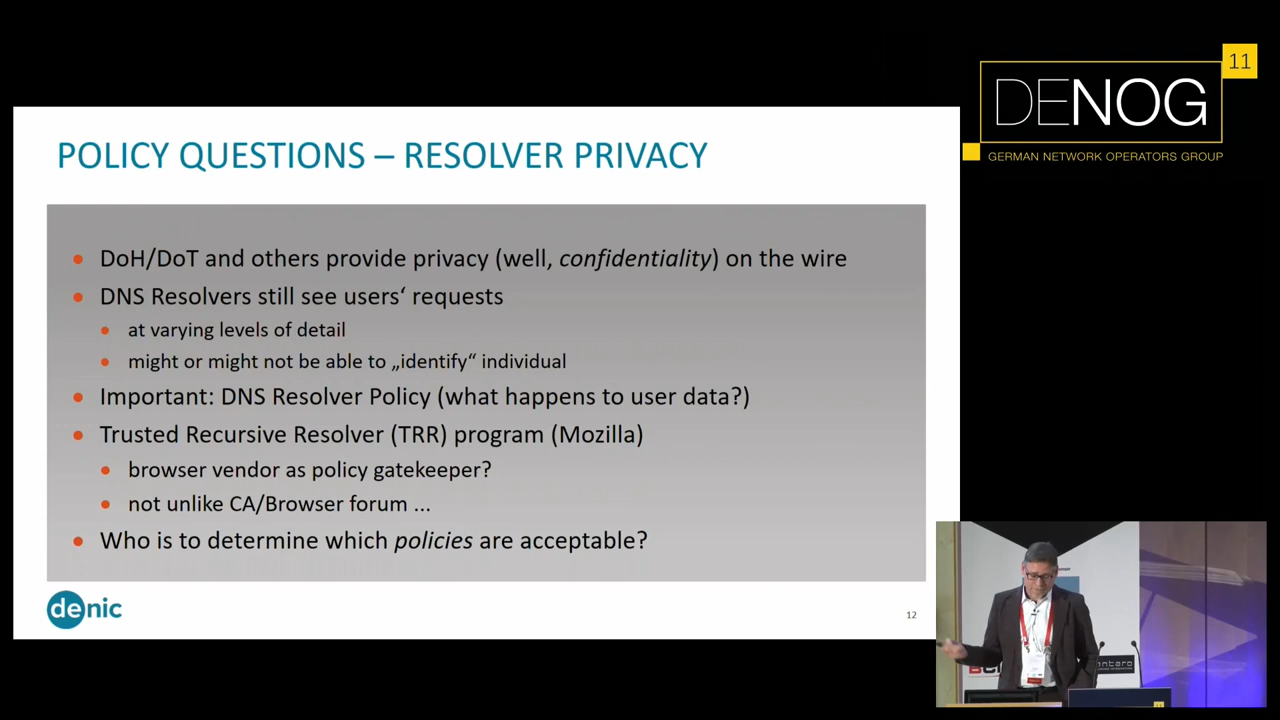 11
DENOG
GERMAN NETWORK OPERATORS GROUP
POLICY QUESTIONS – RESOLVER PRIVACY
DoH/DoT and others provide privacy (well, confidentiality) on the wire
DNS Resolvers still see users‘ requests
at varying levels of detail
might or might not be able to „identify“ individual
Important: DNS Resolver Policy (what happens to user data?)
Trusted Recursive Resolver (TRR) program (Mozilla)
browser vendor as policy gatekeeper?
not unlike CA/Browser forum ...
Who is to determine which policies are acceptable?
denic
12